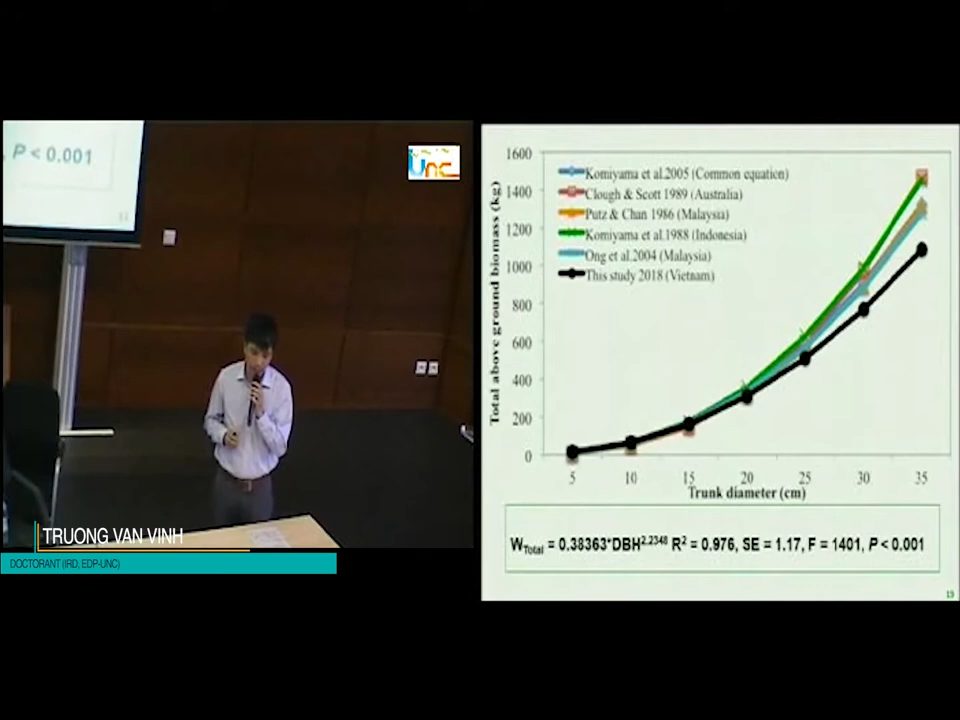 P < 0.001
Unc
TRUONG VAN VINH
DOCTORANT (IRD, EDP-UNC)
1600
1400
1200
1000
800
600
400
200
0
Total above ground biomass (kg)
Komiyama et al.2005 (Common equation)
Clough & Scott 1989 (Australia)
Putz & Chan 1986 (Malaysia)
Komiyama et al.1988 (Indonesia)
Ong et al.2004 (Malaysia)
This study 2018 (Vietnam)
5 10 15 20 25 30 35
Trunk diameter (cm)
WTotal = 0.38363*DBH2.2348 R2 = 0.976, SE = 1.17, F = 1401, P < 0.001
19